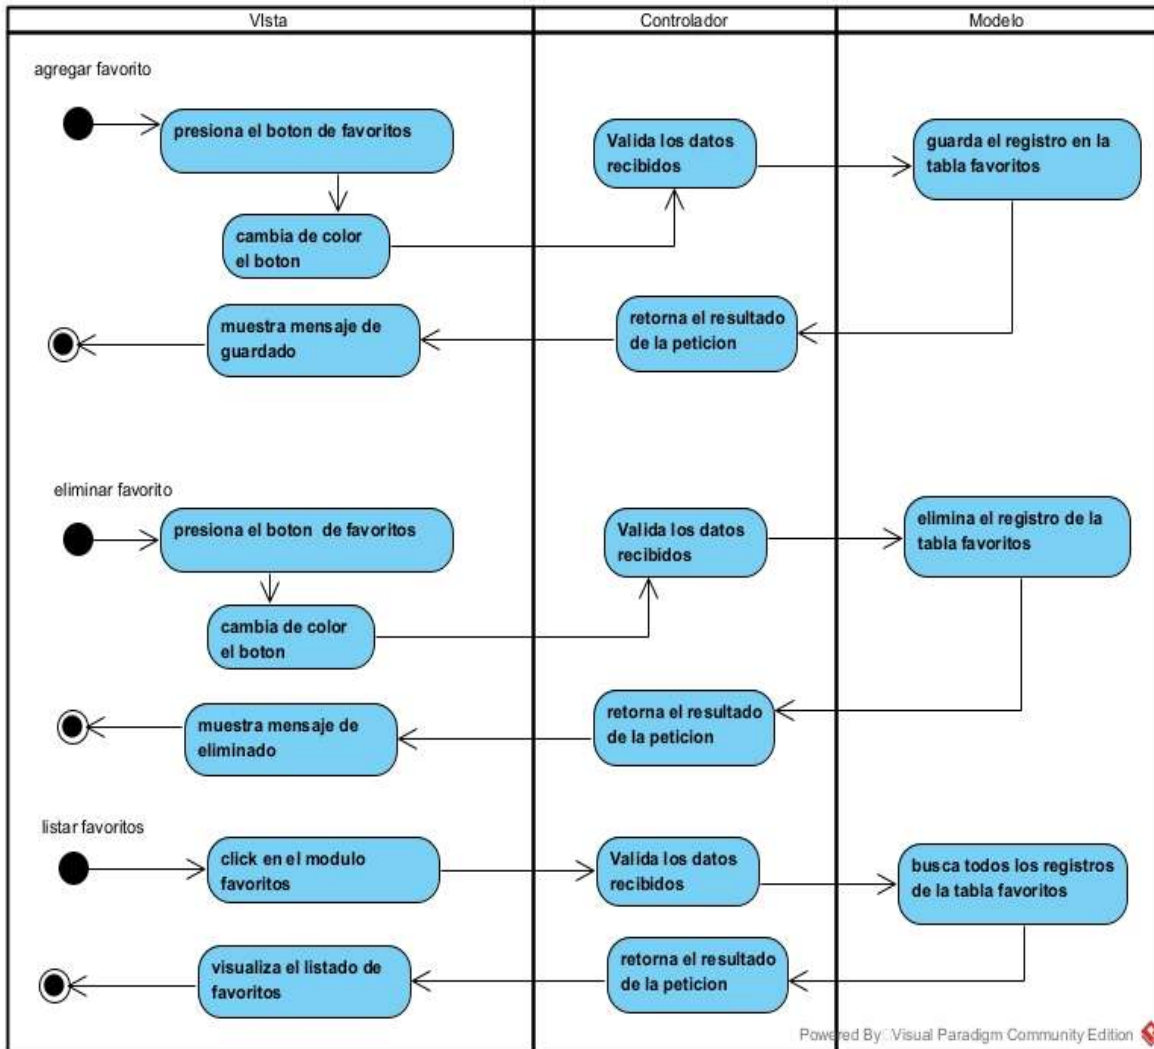 VIsta
Controlador
Modelo
agregar favorito
presiona el boton de favoritos
cambia de color
el boton
Valida los datos
recibidos
guarda el registro en la
tabla favoritos
retorna el resultado
de la peticion
muestra mensaje de
guardado
eliminar favorito
presiona el boton de favoritos
cambia de color
el boton
Valida los datos
recibidos
elimina el registro de la
tabla favoritos
retorna el resultado
de la peticion
muestra mensaje de
eliminado
listar favoritos
click en el modulo
favoritos
Valida los datos
recibidos
busca todos los registros
de la tabla favoritos
retorna el resultado
de la peticion
visualiza el listado de
favoritos
Powered By Visual Paradigm Community Edition